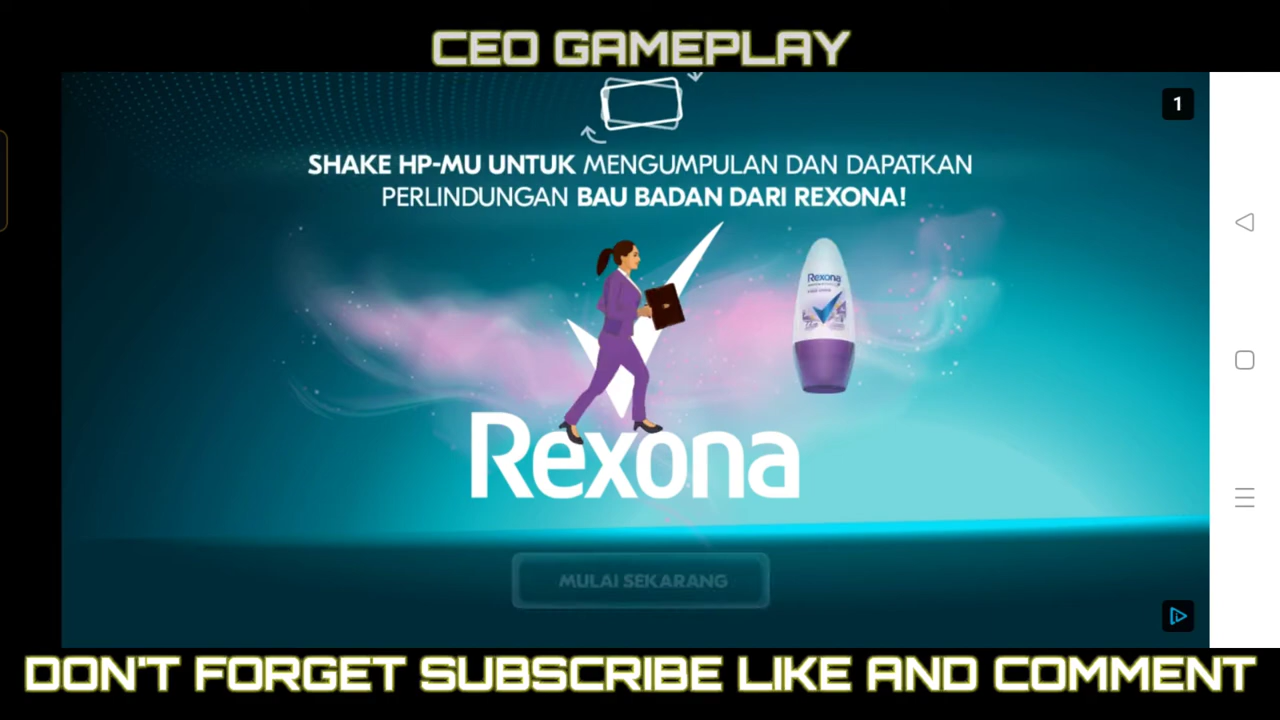 CEO GAMEPLAY
1
SHAKE HP-MU UNTUK MENGUMPULAN DAN DAPATKAN
PERLINDUNGAN BAU BADAN DARI REXONA!
Rexona
Rexona
MULAI SEKARANG
DON'T FORGET SUBSCRIBE LIKE AND COMMENT